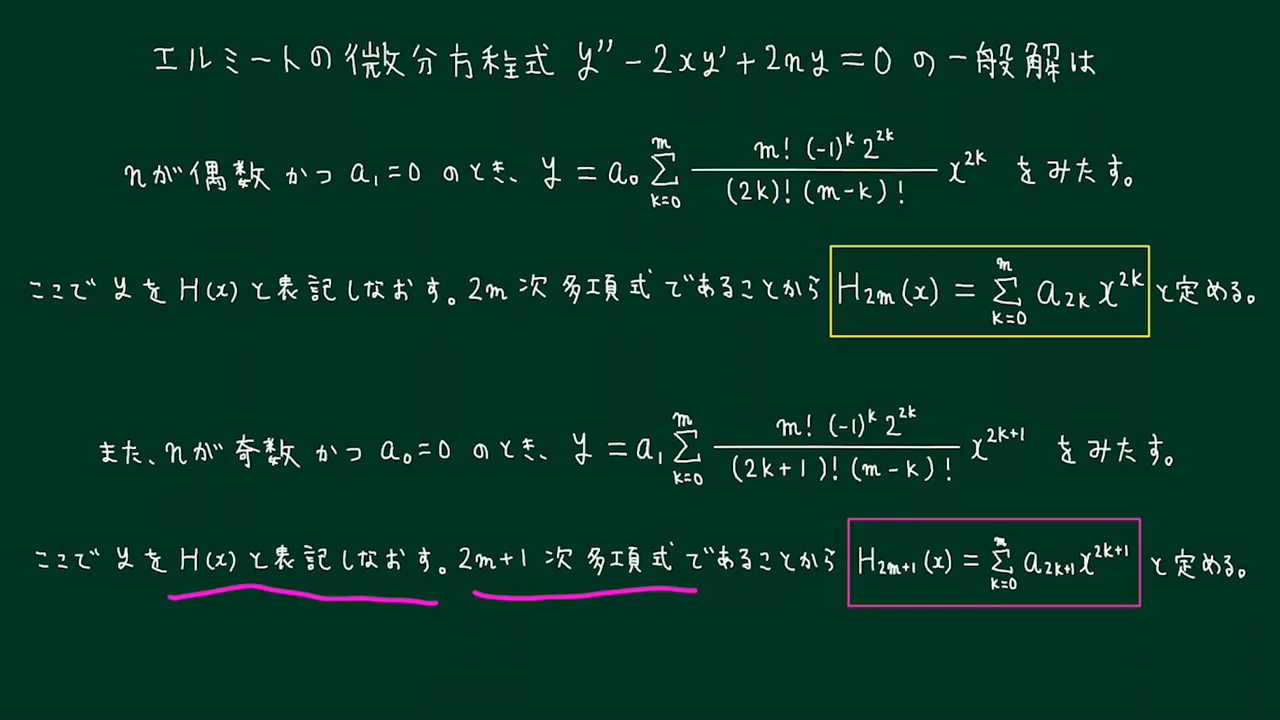 エルミートの微分方程式 y'' - 2xy' + 2ny = 0 の一般解は
nが偶数かつ a₁=0 のとき、 y = a₀ Σ_{k=0}^{m} \frac{m! (-1)^k 2^{2k}}{(2k)! (m-k)!} x^{2k} をみたす。
ここで yを H(x) と表記しなおす。2m 次 多項式 であることから H_{2m}(x) = Σ_{k=0}^{m} a_{2k} x^{2k} と定める。
また、nが奇数 かつ a₀=0 のとき、 y = a₁ Σ_{k=0}^{m} \frac{m! (-1)^k 2^{2k}}{(2k+1)! (m-k)!} x^{2k+1} をみたす。
ここで yを H(x) と表記しなおす。2m+1 次 多項式 であることから H_{2m+1}(x) = Σ_{k=0}^{m} a_{2k+1} x^{2k+1} と定める。